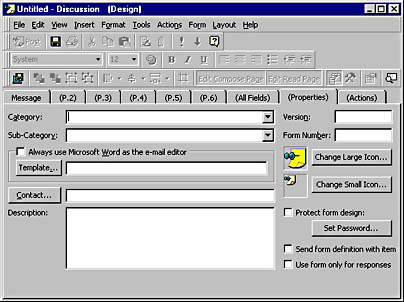 Untitled - Discussion (Design)
File Edit View Insert Format Tools Actions Form Layout Help
Post
System 12 B I U
Edit Compose Page Edit Read Page
Message (P.2) (P.3) (P.4) (P.5) (P.6) (All Fields) (Properties) (Actions)
Category: Version:
Sub-Category: Form Number:
Always use Microsoft Word as the e-mail editor
Template... Change Large Icon...
Change Small Icon...
Contact...
Description: Protect form design:
Set Password...
Send form definition with item
Use form only for responses